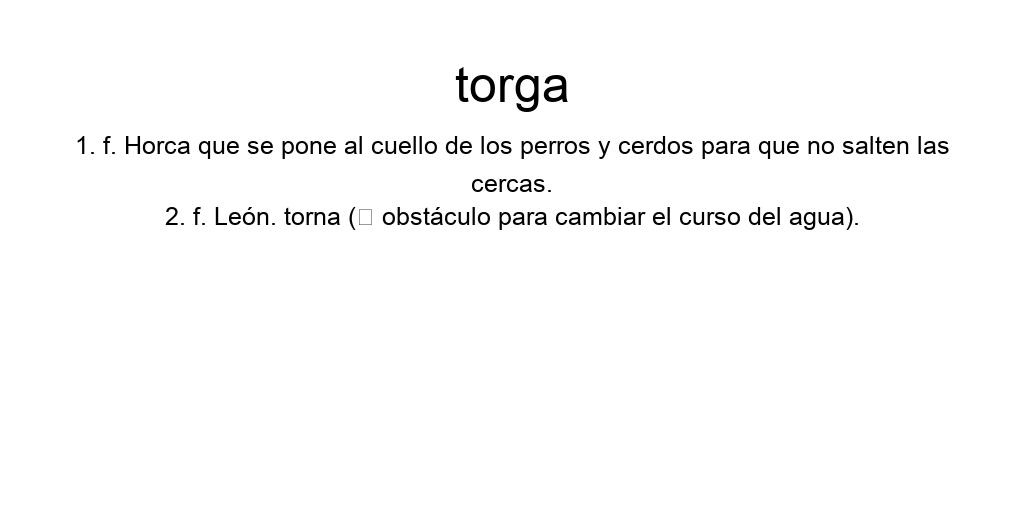 torga
1. f. Horca que se pone al cuello de los perros y cerdos para que no salten las
cercas.
2. f. León. torna (▯ obstáculo para cambiar el curso del agua).